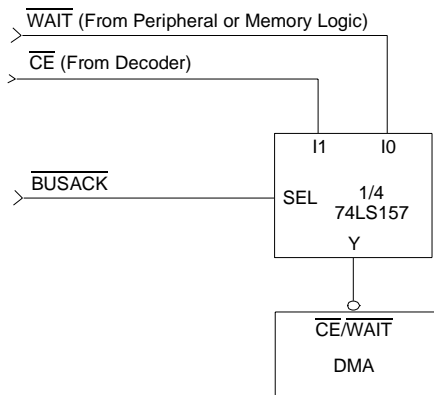 WAIT (From Peripheral or Memory Logic)
CE (From Decoder)
I1 I0
BUSACK
SEL 1/4
74LS157
Y
CE/WAIT
DMA